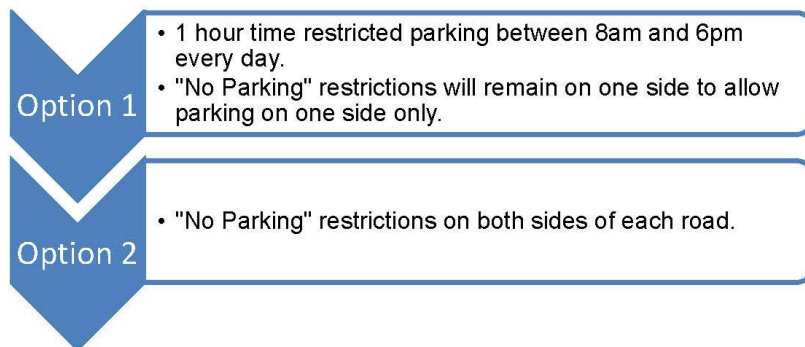 Option 1
• 1 hour time restricted parking between 8am and 6pm
every day.
• "No Parking" restrictions will remain on one side to allow
parking on one side only.
Option 2
• "No Parking" restrictions on both sides of each road.